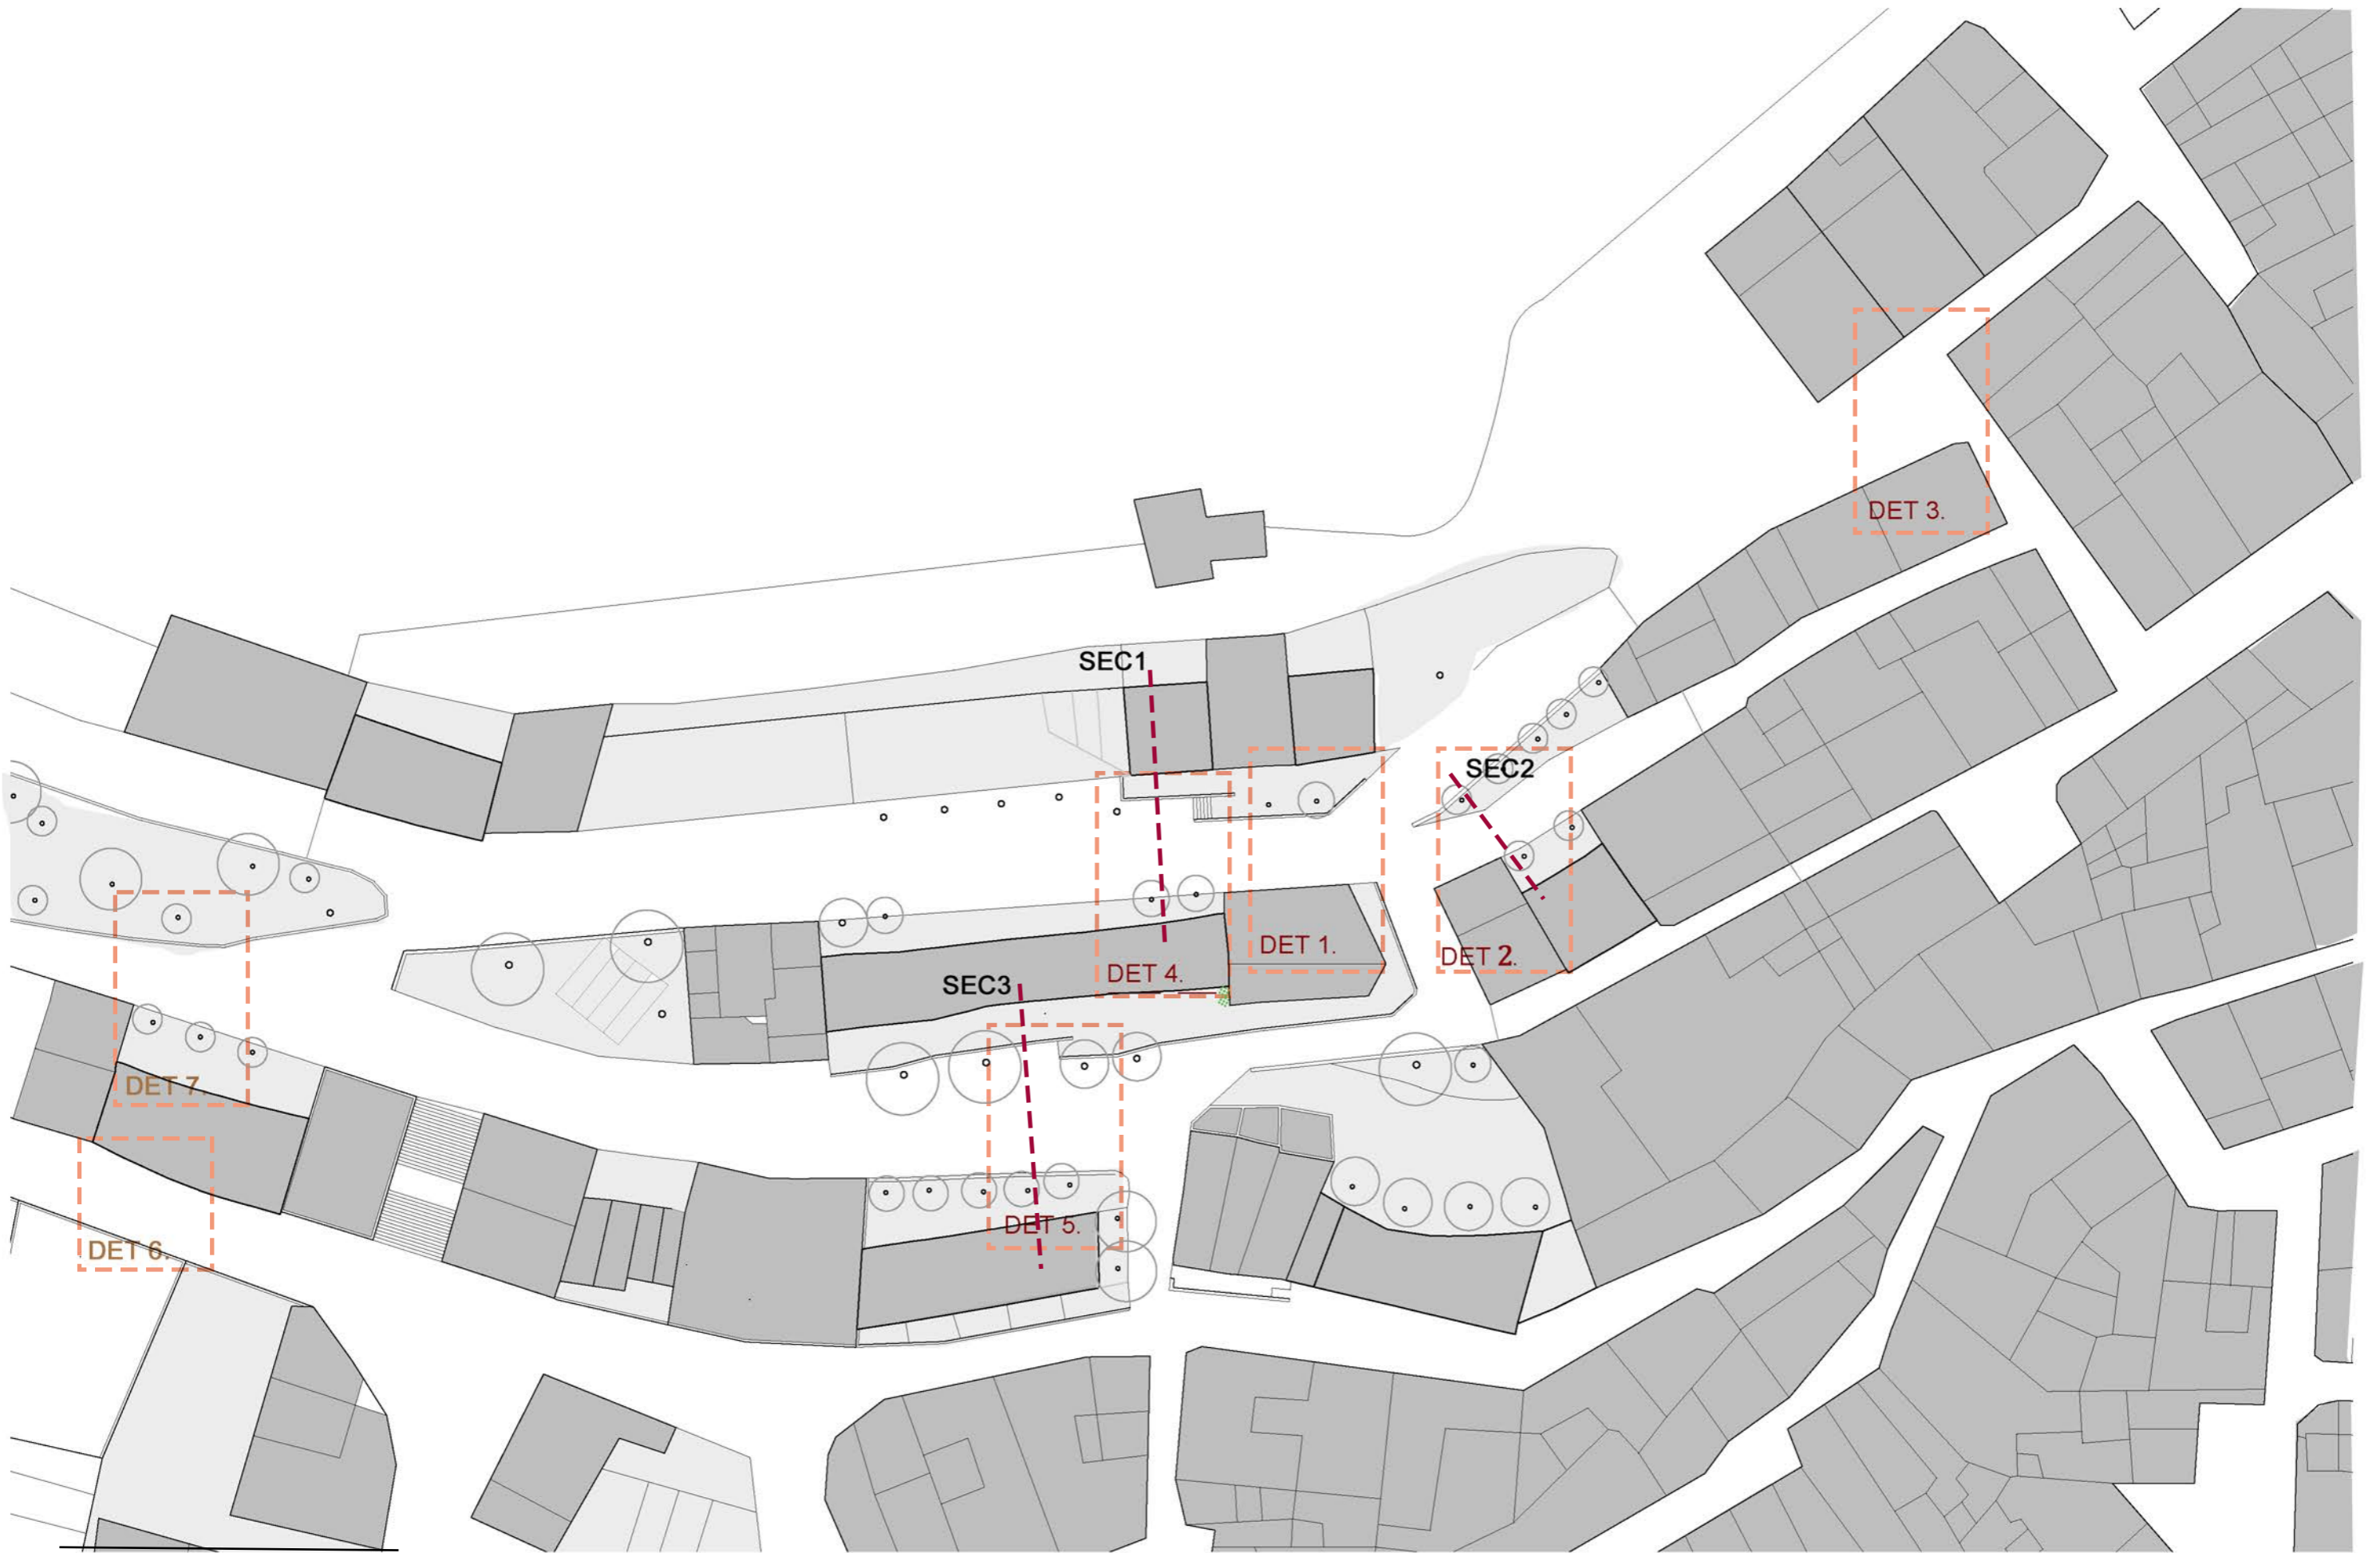 DET 3.
SEC1
SEC2
DET 1.
DET 2.
DET 4.
SEC3
DET 7.
DET 5.
DET 6.